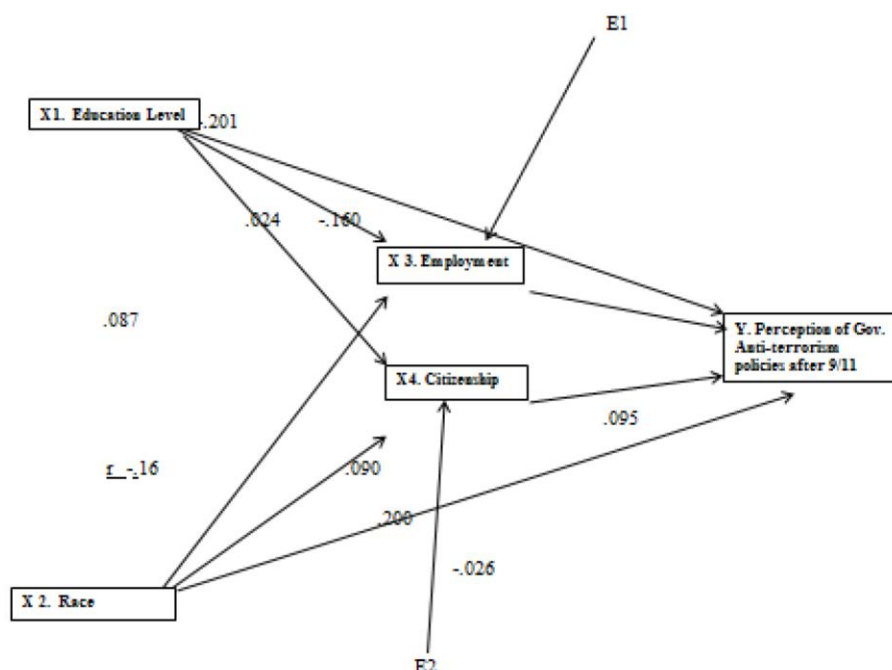 E1
X1. Education Level
-.201
.024
-.160
X 3. Employment
.087
Y. Perception of Gov.
Anti-terrorism
policies after 9/11
X4. Citizenship
.095
r -.16
.090
.200
-.026
X 2. Race
E2